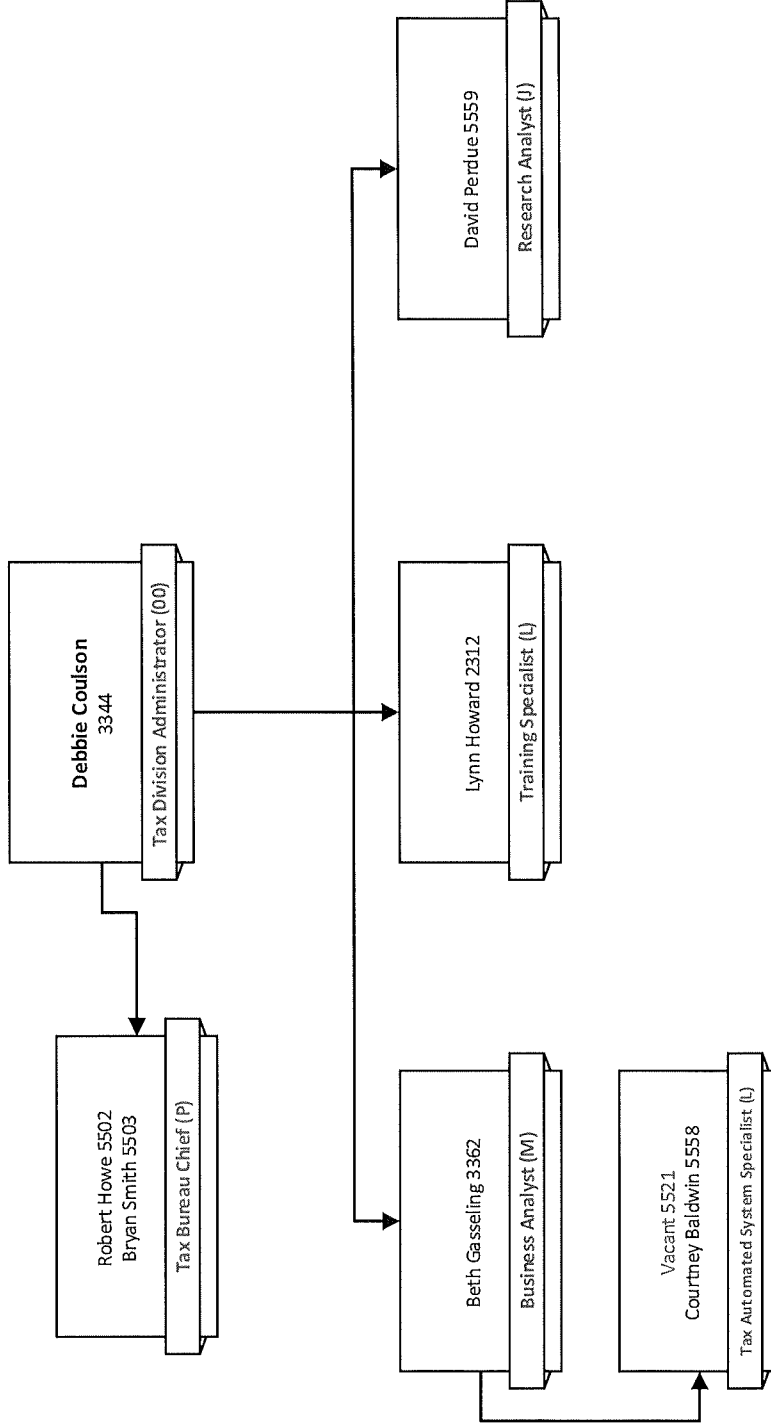 Debbie Coulson
3344
Tax Division Administrator (00)
Robert Howe 5502
Bryan Smith 5503
Tax Bureau Chief (P)
Beth Gasseling 3362
Business Analyst (M)
Lynn Howard 2312
Training Specialist (L)
David Perdue 5559
Research Analyst (J)
Vacant 5521
Courtney Baldwin 5558
Tax Automated System Specialist (L)